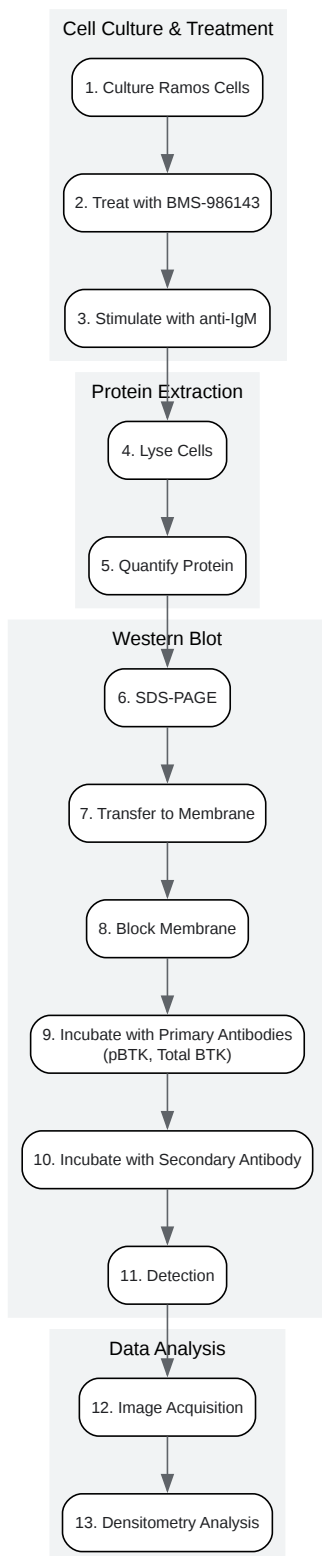 Cell Culture & Treatment
1. Culture Ramos Cells
2. Treat with BMS-986143
3. Stimulate with anti-IgM
Protein Extraction
4. Lyse Cells
5. Quantify Protein
Western Blot
6. SDS-PAGE
7. Transfer to Membrane
8. Block Membrane
9. Incubate with Primary Antibodies
(pBTK, Total BTK)
10. Incubate with Secondary Antibody
11. Detection
Data Analysis
12. Image Acquisition
13. Densitometry Analysis